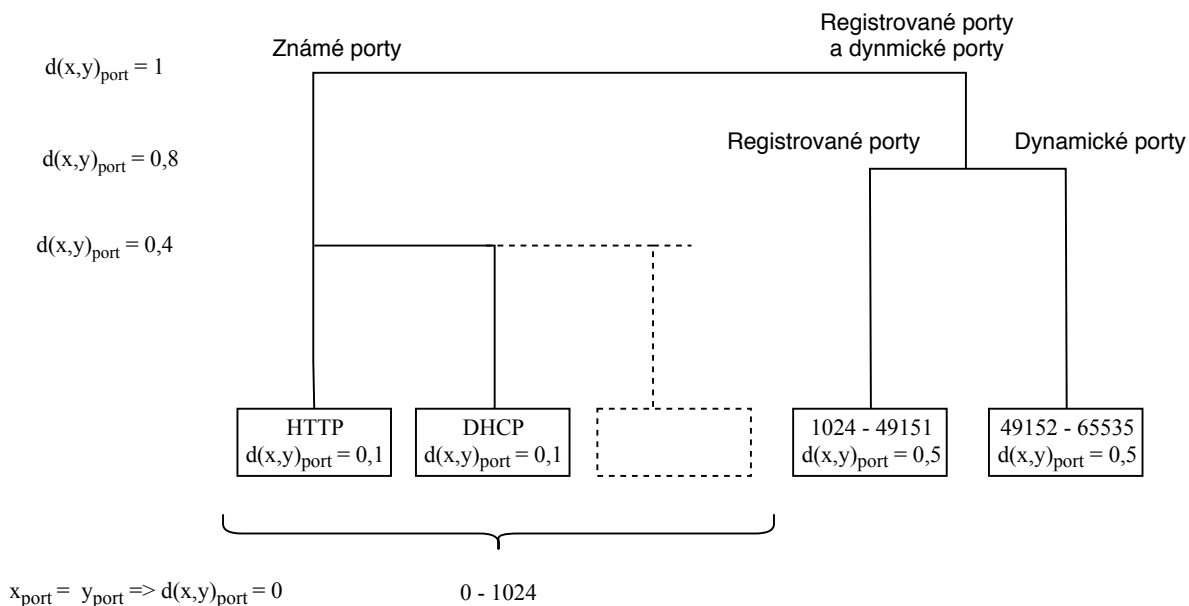 Známé porty
Registrované porty
a dynmické porty
d(x,y)port = 1
Registrované porty
Dynamické porty
d(x,y)port = 0,8
d(x,y)port = 0,4
HTTP
d(x,y)port = 0,1
DHCP
d(x,y)port = 0,1
1024 - 49151
d(x,y)port = 0,5
49152 - 65535
d(x,y)port = 0,5
xport = yport => d(x,y)port = 0
0 - 1024